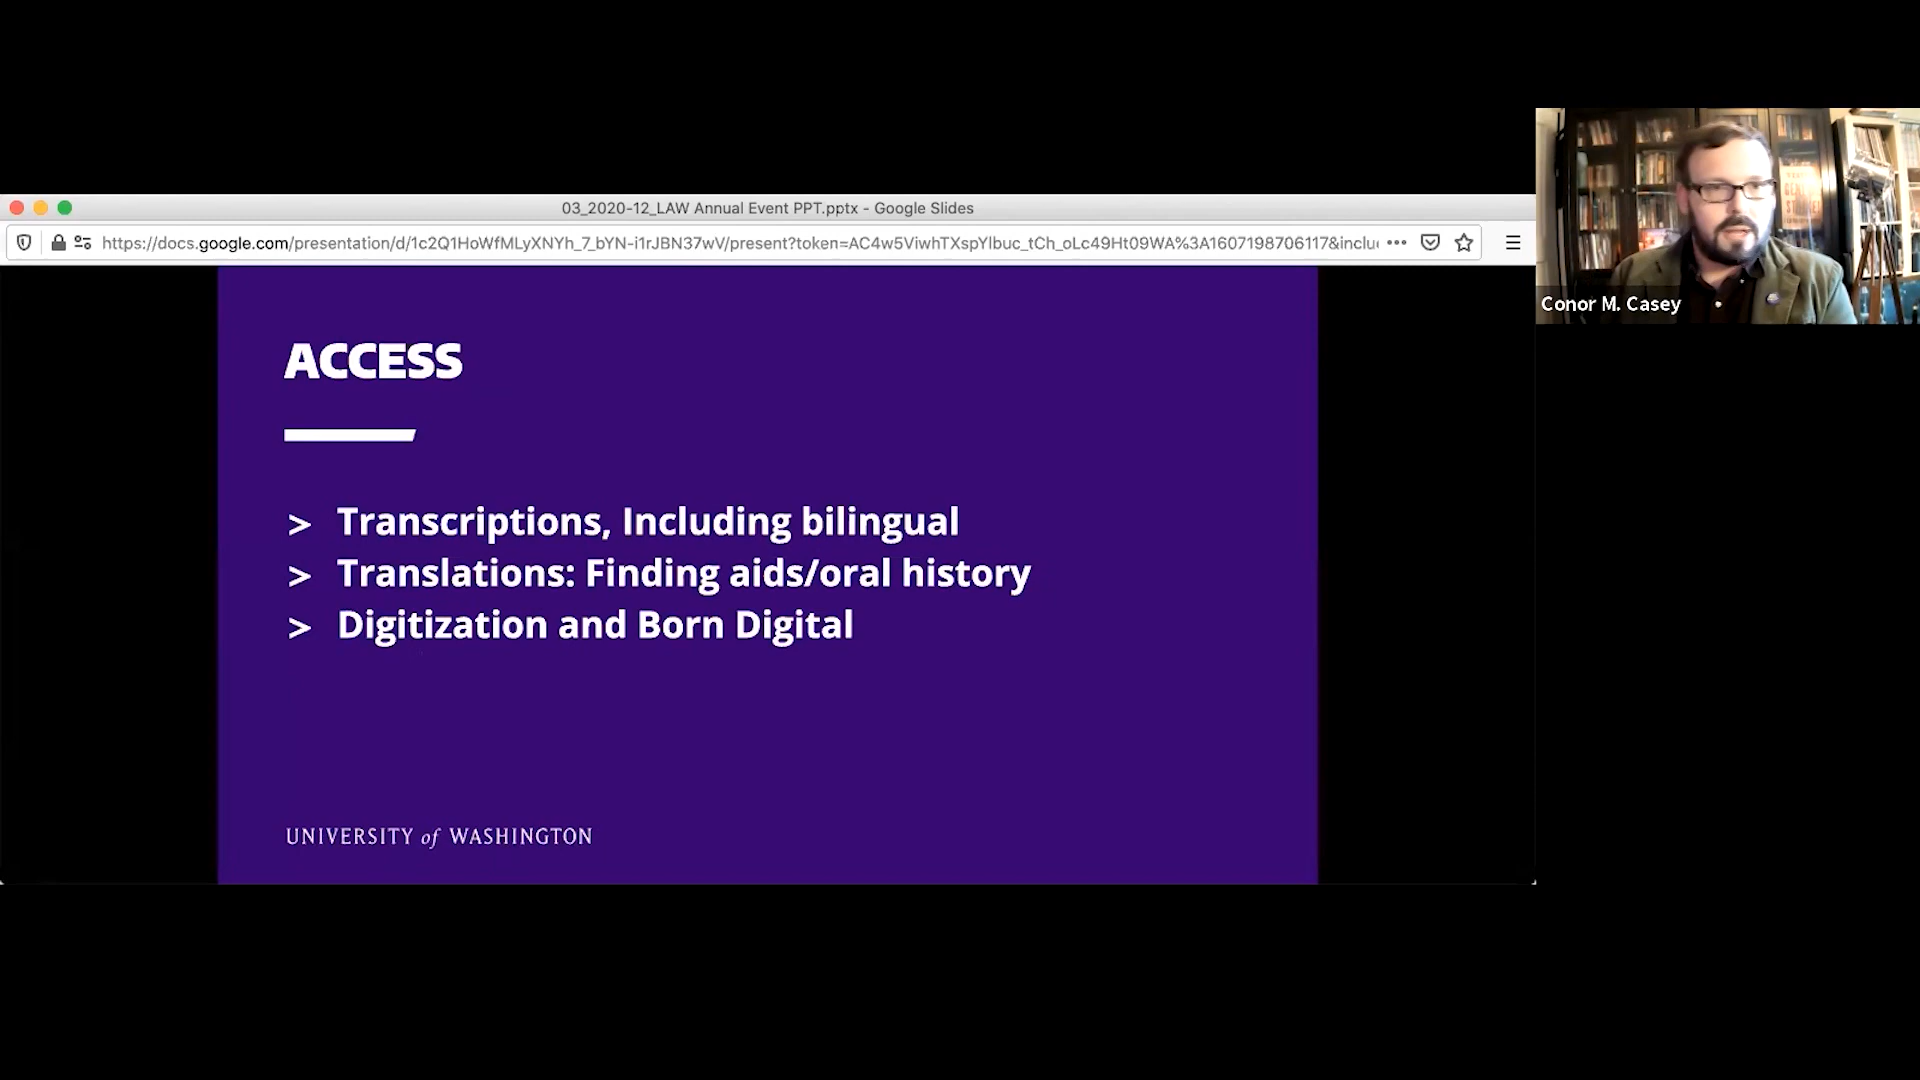 03_2020-12_LAW Annual Event PPT.pptx - Google Slides
https://docs.google.com/presentation/d/1c2Q1HoWfMLyXNYh_7_bYN-i1rJBN37wV/present?token=AC4w5ViwhTXspYlbuc_tCh_oLc49Ht09WA%3A1607198706117&inclu
Conor M. Casey
ACCESS
> Transcriptions, Including bilingual
> Translations: Finding aids/oral history
> Digitization and Born Digital
UNIVERSITY of WASHINGTON